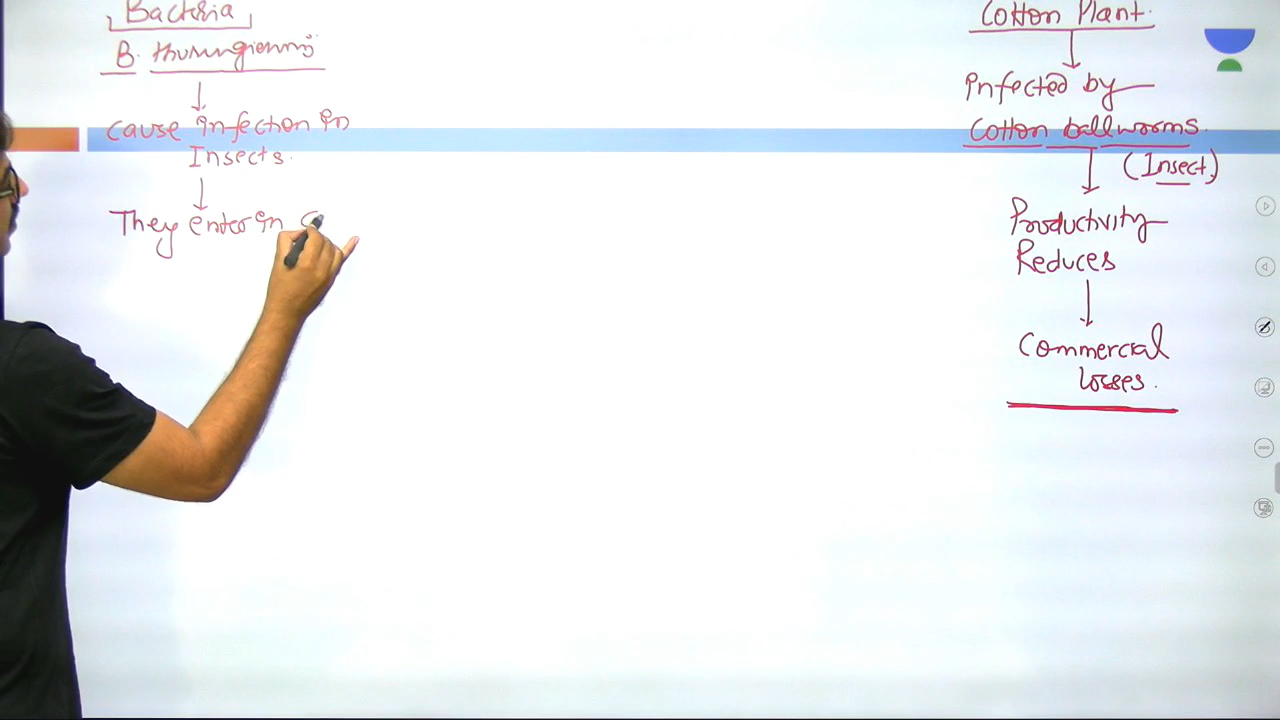 Bacteria
B. thuringiensis
cause infection in
Insects.
They enter in
Cotton Plant.
Infected by
Cotton ballworms.
(Insect)
Productivity
Reduces
Commercial
losses.